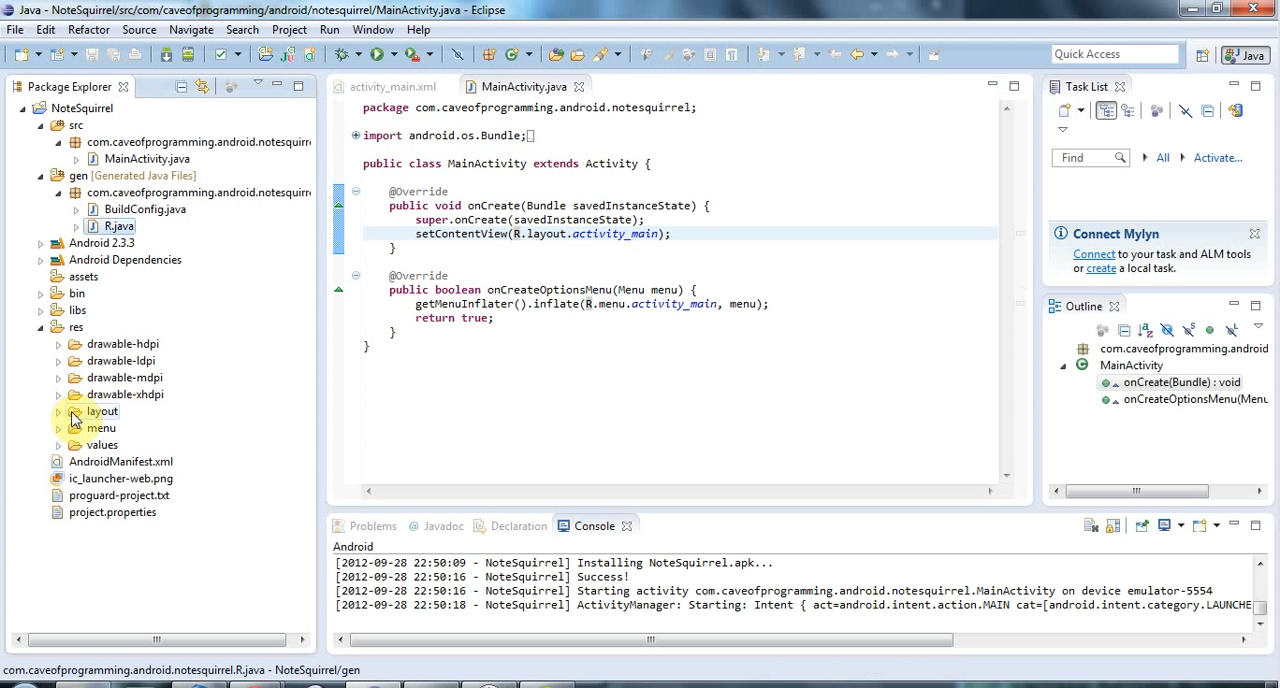 Java - NoteSquirrel/src/com/caveofprogramming/android/notesquirrel/MainActivity.java - Eclipse
File Edit Refactor Source Navigate Search Project Run Window Help
Quick Access
Java
Package Explorer
NoteSquirrel
src
com.caveofprogramming.android.notesquirre
MainActivity.java
gen [Generated Java Files]
com.caveofprogramming.android.notesquirre
BuildConfig.java
R.java
Android 2.3.3
Android Dependencies
assets
bin
libs
res
drawable-hdpi
drawable-ldpi
drawable-mdpi
drawable-xhdpi
layout
menu
values
AndroidManifest.xml
ic_launcher-web.png
proguard-project.txt
project.properties
activity_main.xml
MainActivity.java
package com.caveofprogramming.android.notesquirrel;
import android.os.Bundle;
public class MainActivity extends Activity {
@Override
public void onCreate(Bundle savedInstanceState) {
super.onCreate(savedInstanceState);
setContentView(R.layout.activity_main);
}
@Override
public boolean onCreateOptionsMenu(Menu menu) {
getMenuInflater().inflate(R.menu.activity_main, menu);
return true;
}
}
Task List
Find All Activate...
Connect Mylyn
Connect to your task and ALM tools
or create a local task.
Outline
com.caveofprogramming.android
MainActivity
onCreate(Bundle) : void
onCreateOptionsMenu(Menu
Problems Javadoc Declaration Console
Android
[2012-09-28 22:50:09 - NoteSquirrel] Installing NoteSquirrel.apk...
[2012-09-28 22:50:16 - NoteSquirrel] Success!
[2012-09-28 22:50:16 - NoteSquirrel] Starting activity com.caveofprogramming.android.notesquirrel.MainActivity on device emulator-5554
[2012-09-28 22:50:18 - NoteSquirrel] ActivityManager: Starting: Intent { act=android.intent.action.MAIN cat=[android.intent.category.LAUNCHE
com.caveofprogramming.android.notesquirrel.R.java - NoteSquirrel/gen